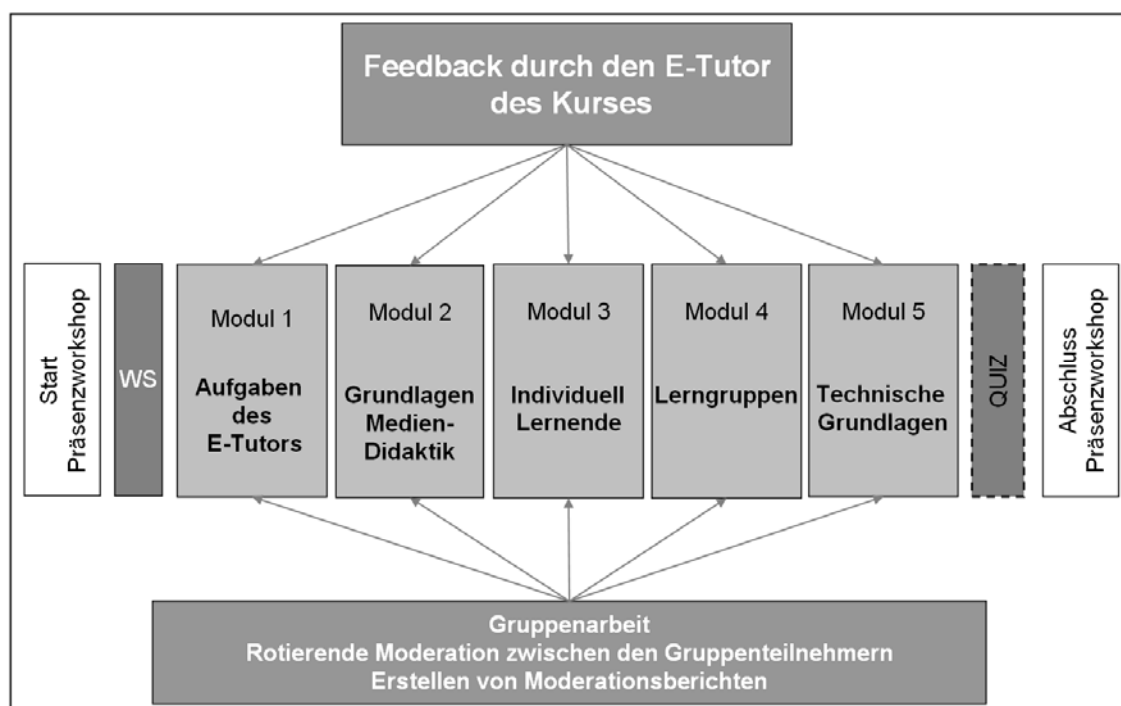 Feedback durch den E-Tutor
des Kurses
Start
Präsenzworkshop
WS
Modul 1
Aufgaben
des
E-Tutors
Modul 2
Grundlagen
Medien-
Didaktik
Modul 3
Individuell
Lernende
Modul 4
Lerngruppen
Modul 5
Technische
Grundlagen
QUIZ
Abschluss
Präsenzworkshop
Gruppenarbeit
Rotierende Moderation zwischen den Gruppenteilnehmern
Erstellen von Moderationsberichten